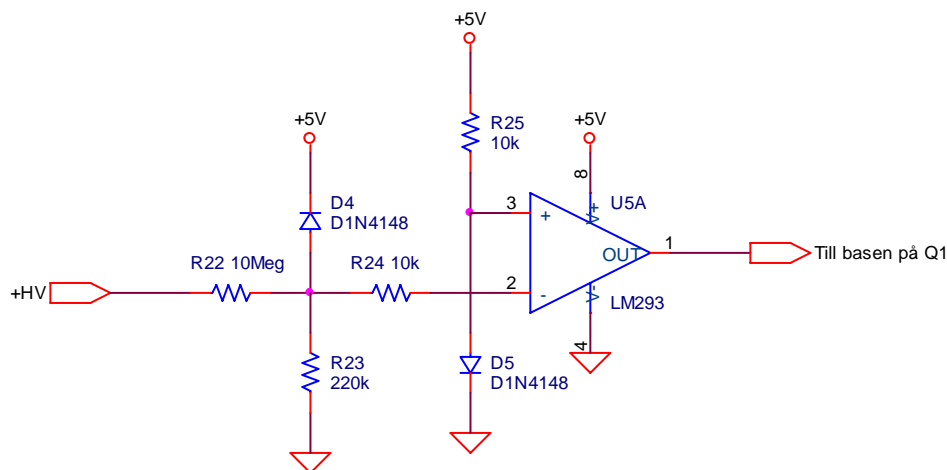 +5V
R25
10k
+5V
D4
D1N4148
+5V
8
U5A
V+
3
+
R22 10Meg
R24 10k
OUT
1
Till basen på Q1
+HV
2
-
V-
LM293
4
R23
220k
D5
D1N4148